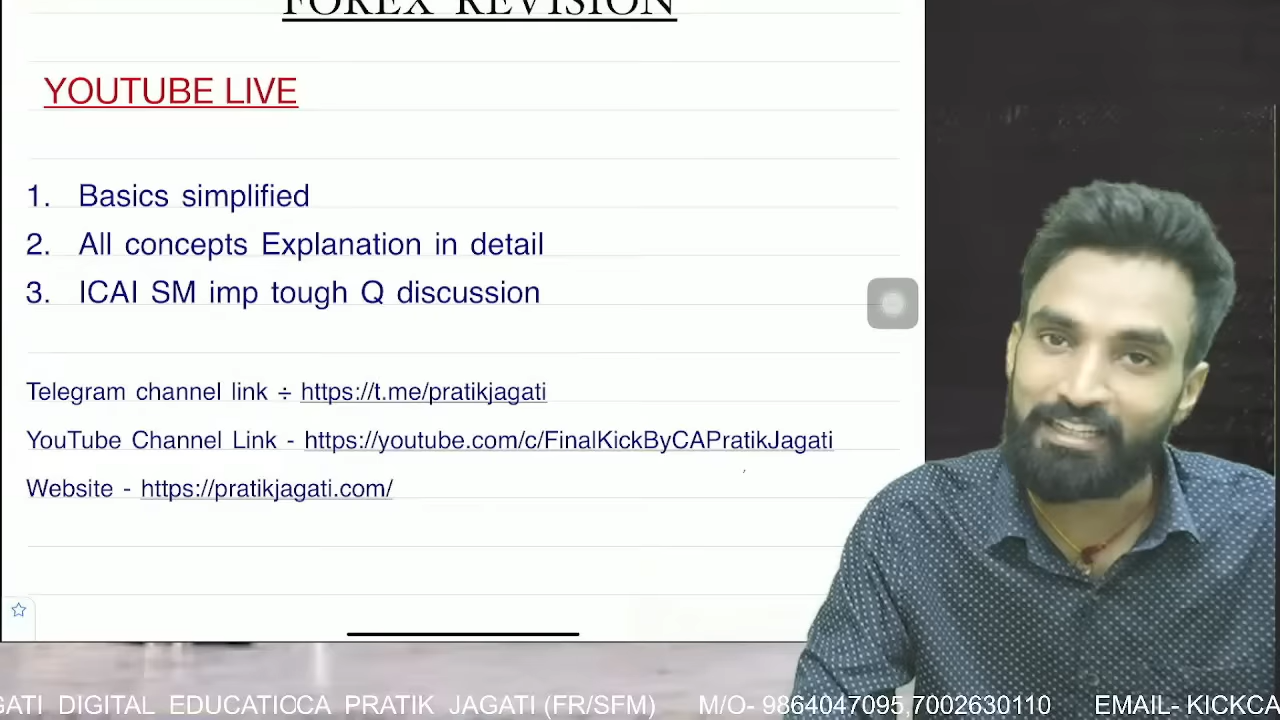 FOREX REVISION
YOUTUBE LIVE
1. Basics simplified
2. All concepts Explanation in detail
3. ICAI SM imp tough Q discussion
Telegram channel link ÷ https://t.me/pratikjagati
YouTube Channel Link - https://youtube.com/c/FinalKickByCAPratikJagati
Website - https://pratikjagati.com/
GATI DIGITAL EDUCATIOCA PRATIK JAGATI (FR/SFM) M/O- 9864047095,7002630110 EMAIL- KICKCA